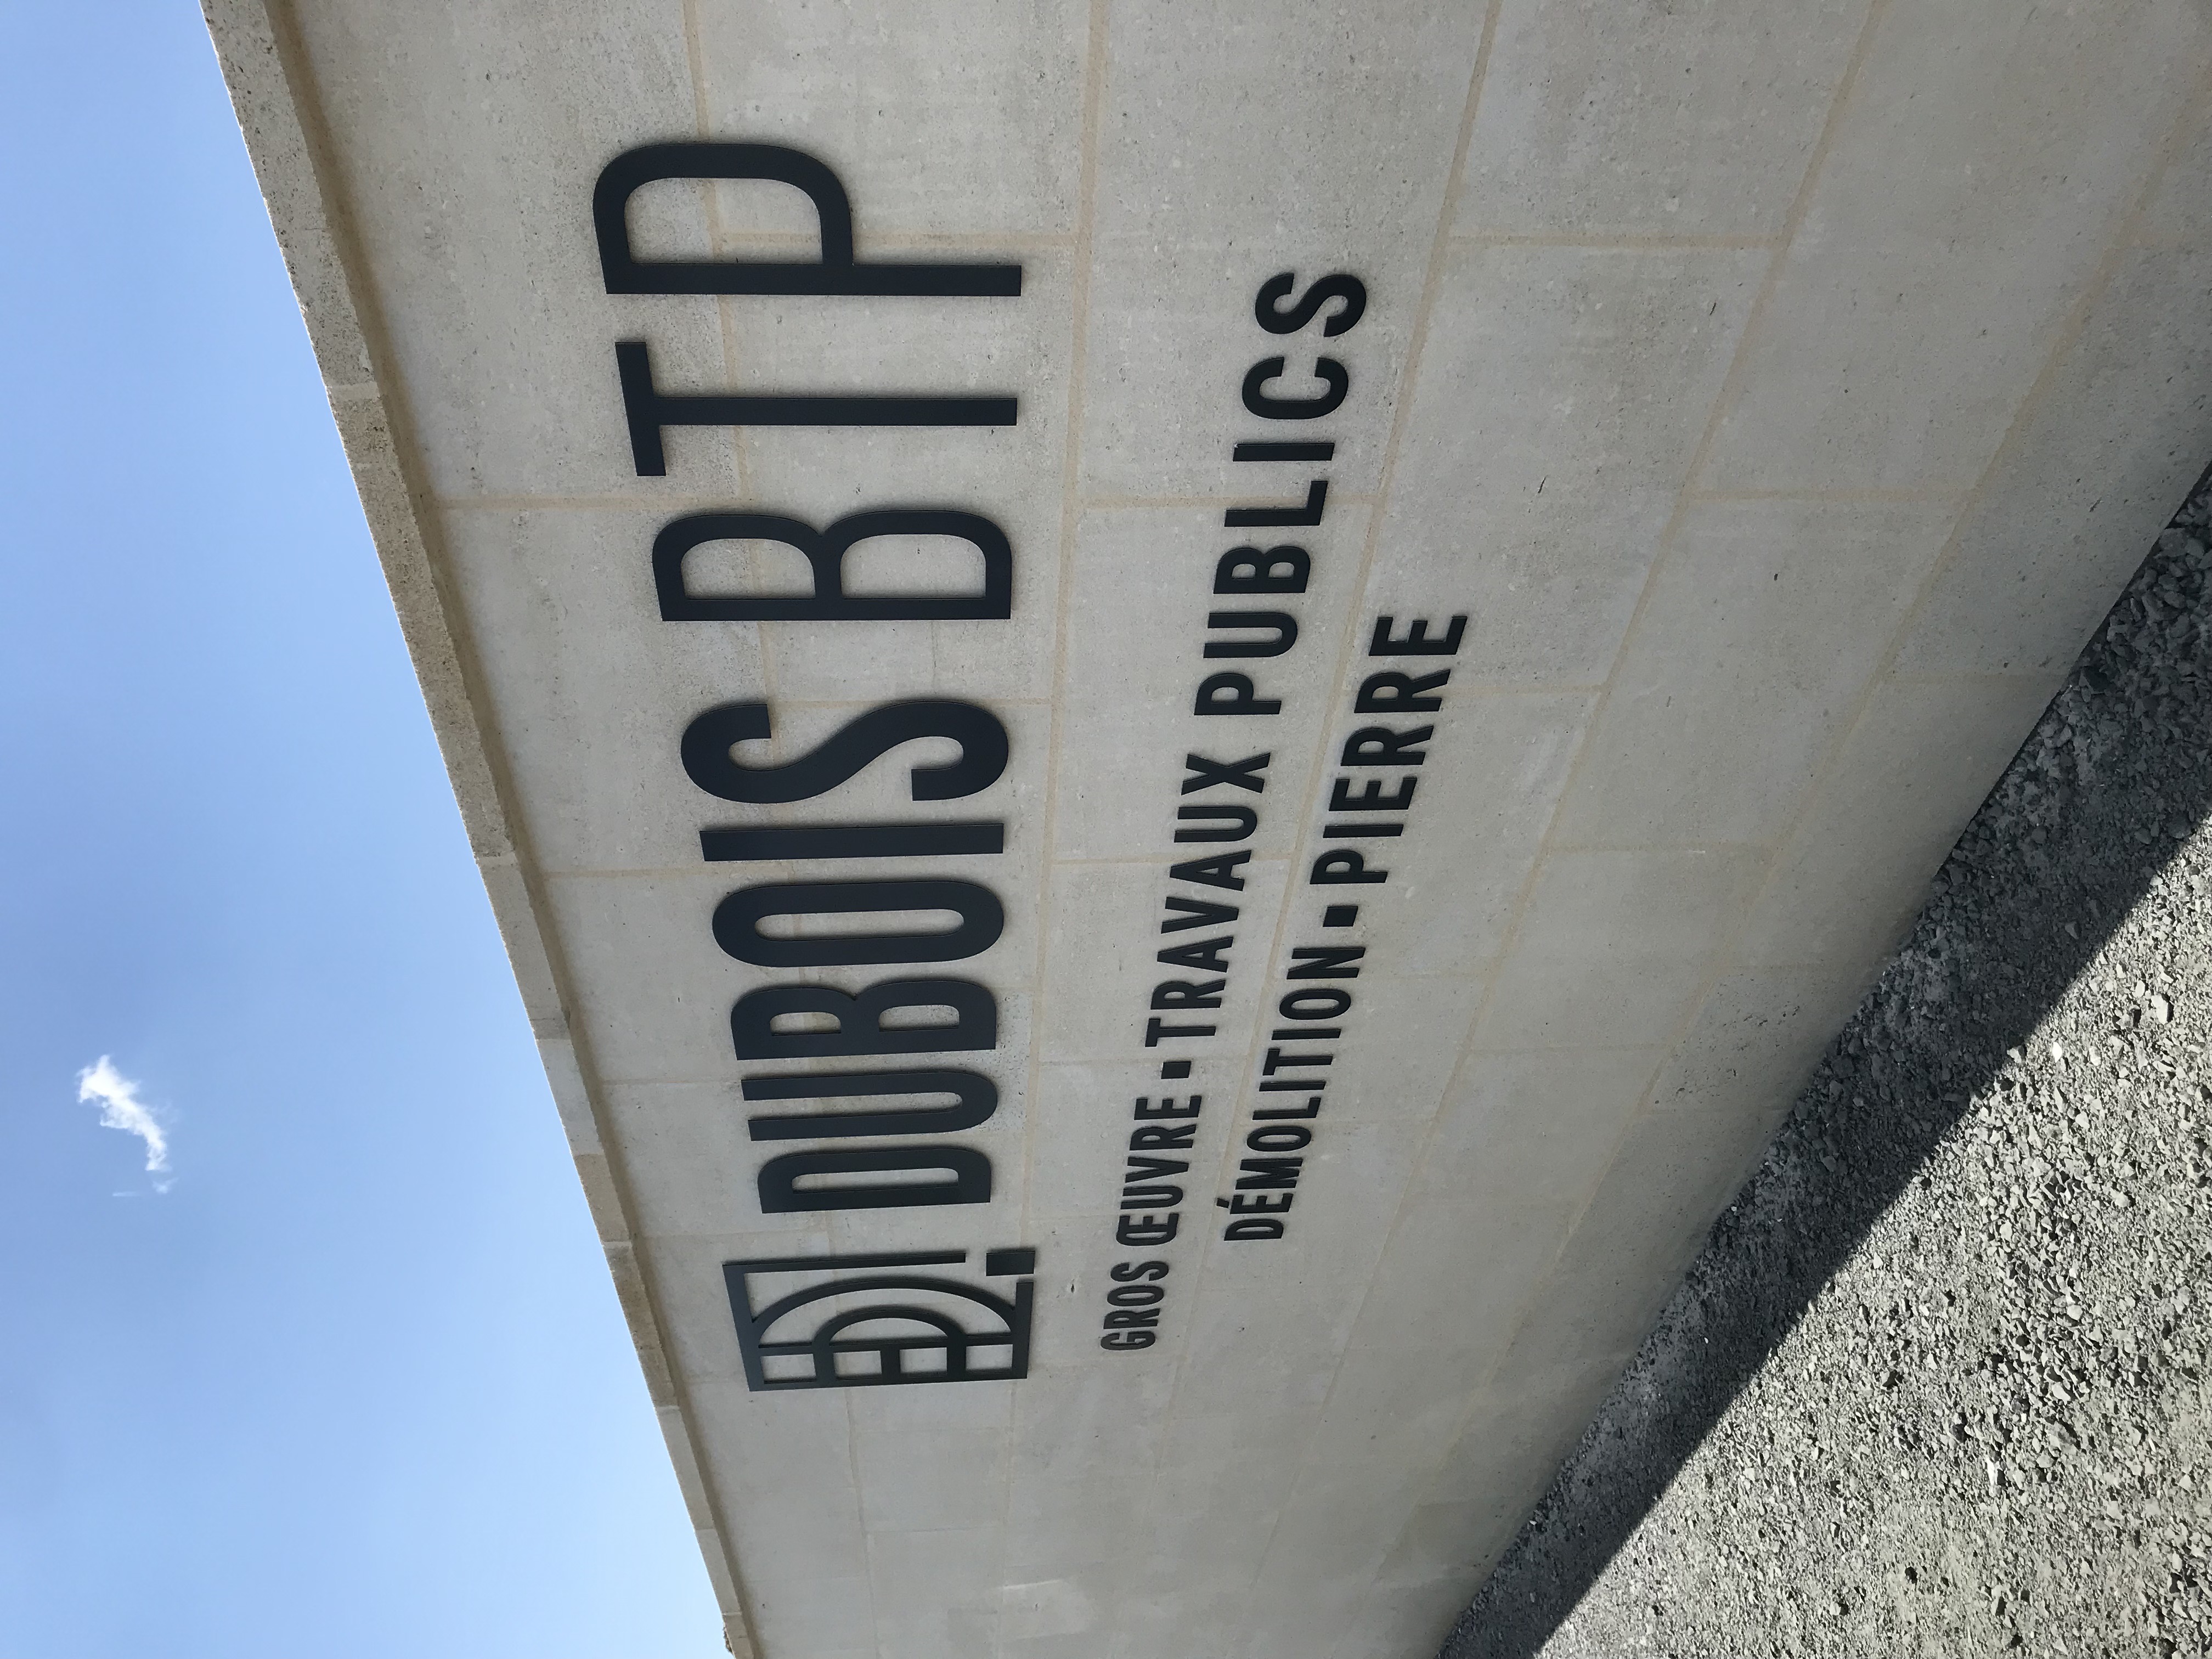 DUBOIS BTP
GROS ŒUVRE ▪ TRAVAUX PUBLICS
DÉMOLITION ▪ PIERRE